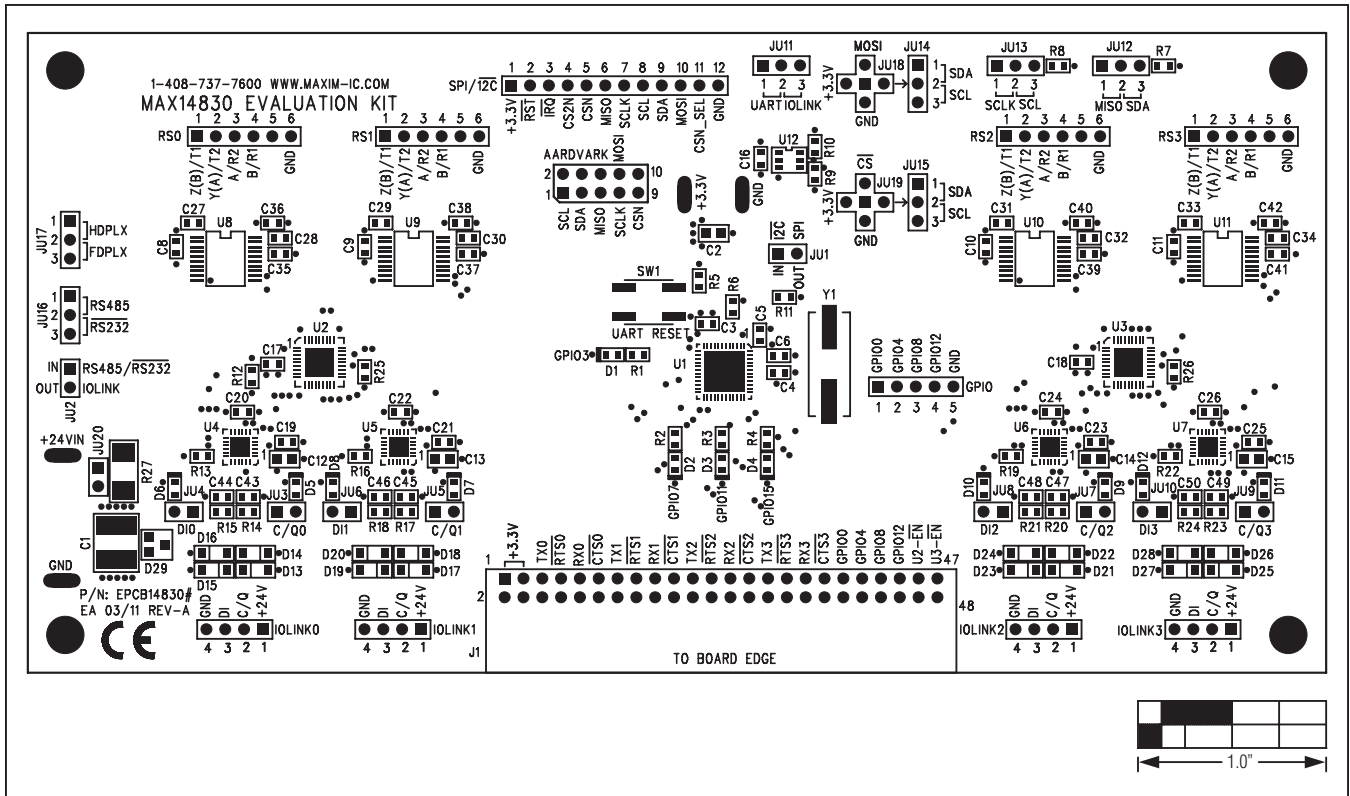 1-408-737-7600 WWW.MAXIM-IC.COM
MAX14830 EVALUATION KIT
SPI/I2C
1 2 3 4 5 6 7 8 9 10 11 12
+3.3V RST IRQ CS2N CSN MISO SCLK SCL SDA MOSI CSN_SEL GND
JU11
1 2 3
UART IOLINK
MOSI
JU18
+3.3V
GND
JU14
1 2 3
SDA
SCL
JU13
R8
1 2 3
SCLK SCL
JU12
R7
1 2 3
MISO SDA
RS0
1 2 3 4 5 6
Z(B)/T1 Y(A)/T2 A/R2 B/R1 GND
RS1
1 2 3 4 5 6
Z(B)/T1 Y(A)/T2 A/R2 B/R1 GND
AARDVARK
MOSI
2 10
1 9
SCL SDA MISO SCLK CSN
+3.3V
GND
C16
U12
R10
R9
CS
JU19
+3.3V
GND
JU15
1 2 3
SDA
SCL
RS2
1 2 3 4 5 6
Z(B)/T1 Y(A)/T2 A/R2 B/R1 GND
RS3
1 2 3 4 5 6
Z(B)/T1 Y(A)/T2 A/R2 B/R1 GND
JU17
1 2 3
HDPLX
FDPLX
C27 C36
C8 U8 C28
C35
C29 C38
C9 U9 C30
C37
C2
I2C SPI
JU1
IN OUT
R11
C31 C40
C10 U10 C32
C39
C33 C42
C11 U11 C34
C41
JU16
1 2 3
RS485
RS232
SW1
UART RESET
R5
R6
C3
C5
C6
C4
U1
Y1
IN RS485/RS232
OUT IOLINK
JU2
U2
1
C17
R12
R25
GPIO3
D1 R1
GPIO0 GPIO4 GPIO8 GPIO12 GND
GPIO
1 2 3 4 5
U3
1
C18
R26
+24VIN
JU20
R27
C20
U4 C19
1
R13 C12
C22
U5 C21
1
R16 C13
R2 R3 R4
D2 D3 D4
GPIO7 GPIO11 GPIO15
C24
U6 C23
1
R19 C14
C26
U7 C25
1
R22 C15
D6 JU4 C44 C43 JU3 D5
DI0 R15 R14 C/Q0
D8 JU6 C46 C45 JU5 D7
DI1 R18 R17 C/Q1
D10 JU8 C48 C47 JU7 D9
DI2 R21 R20 C/Q2
D12 JU10 C50 C49 JU9 D11
DI3 R24 R23 C/Q3
C1
D29
GND
D16 D14
D15 D13
D20 D18
D19 D17
D24 D22
D23 D21
D28 D26
D27 D25
1 +3.3V TX0 RTS0 RX0 CTS0 TX1 RTS1 RX1 CTS1 TX2 RTS2 RX2 CTS2 TX3 RTS3 RX3 CTS3 GPIO0 GPIO4 GPIO8 GPIO12 U2-EN U3-EN 47
2 48
J1
TO BOARD EDGE
P/N: EPCB14830#
EA 03/11 REV-A
CE
GND DI C/Q +24V
IOLINK0
4 3 2 1
GND DI C/Q +24V
IOLINK1
4 3 2 1
GND DI C/Q +24V
IOLINK2
4 3 2 1
GND DI C/Q +24V
IOLINK3
4 3 2 1
1.0"